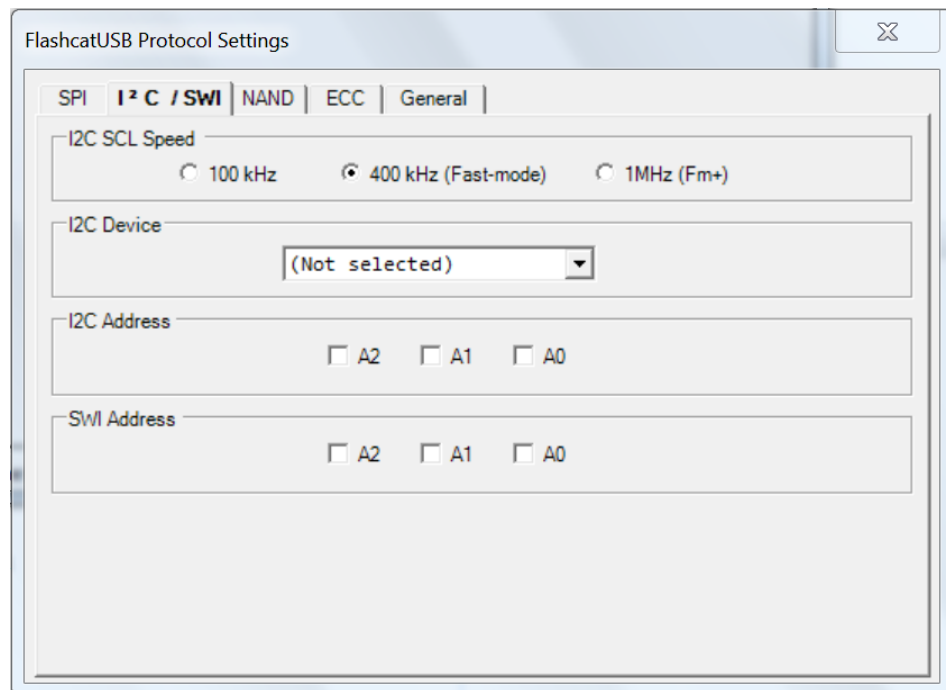 FlashcatUSB Protocol Settings
SPI I²C / SWI NAND ECC General
I2C SCL Speed
100 kHz 400 kHz (Fast-mode) 1MHz (Fm+)
I2C Device
(Not selected)
I2C Address
A2 A1 A0
SWI Address
A2 A1 A0